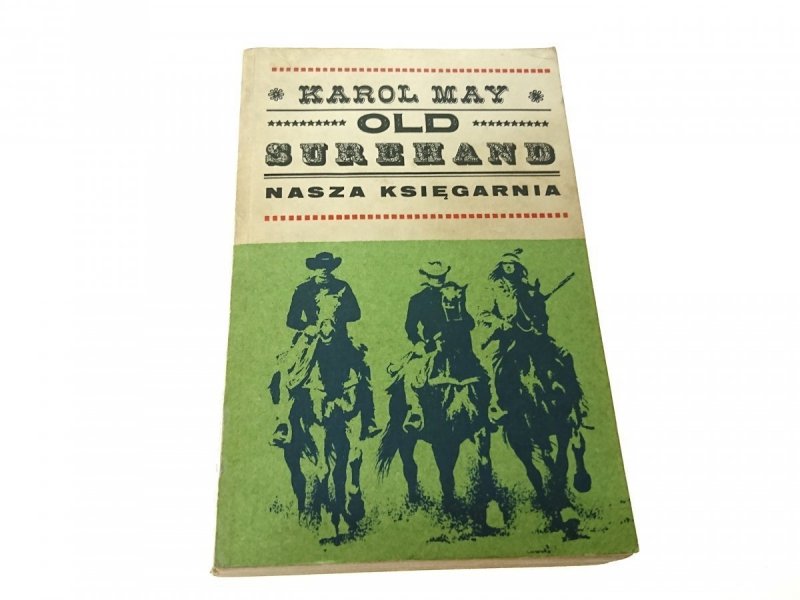 KAROL MAY
OLD
SUREHAND
NASZA KSIĘGARNIA